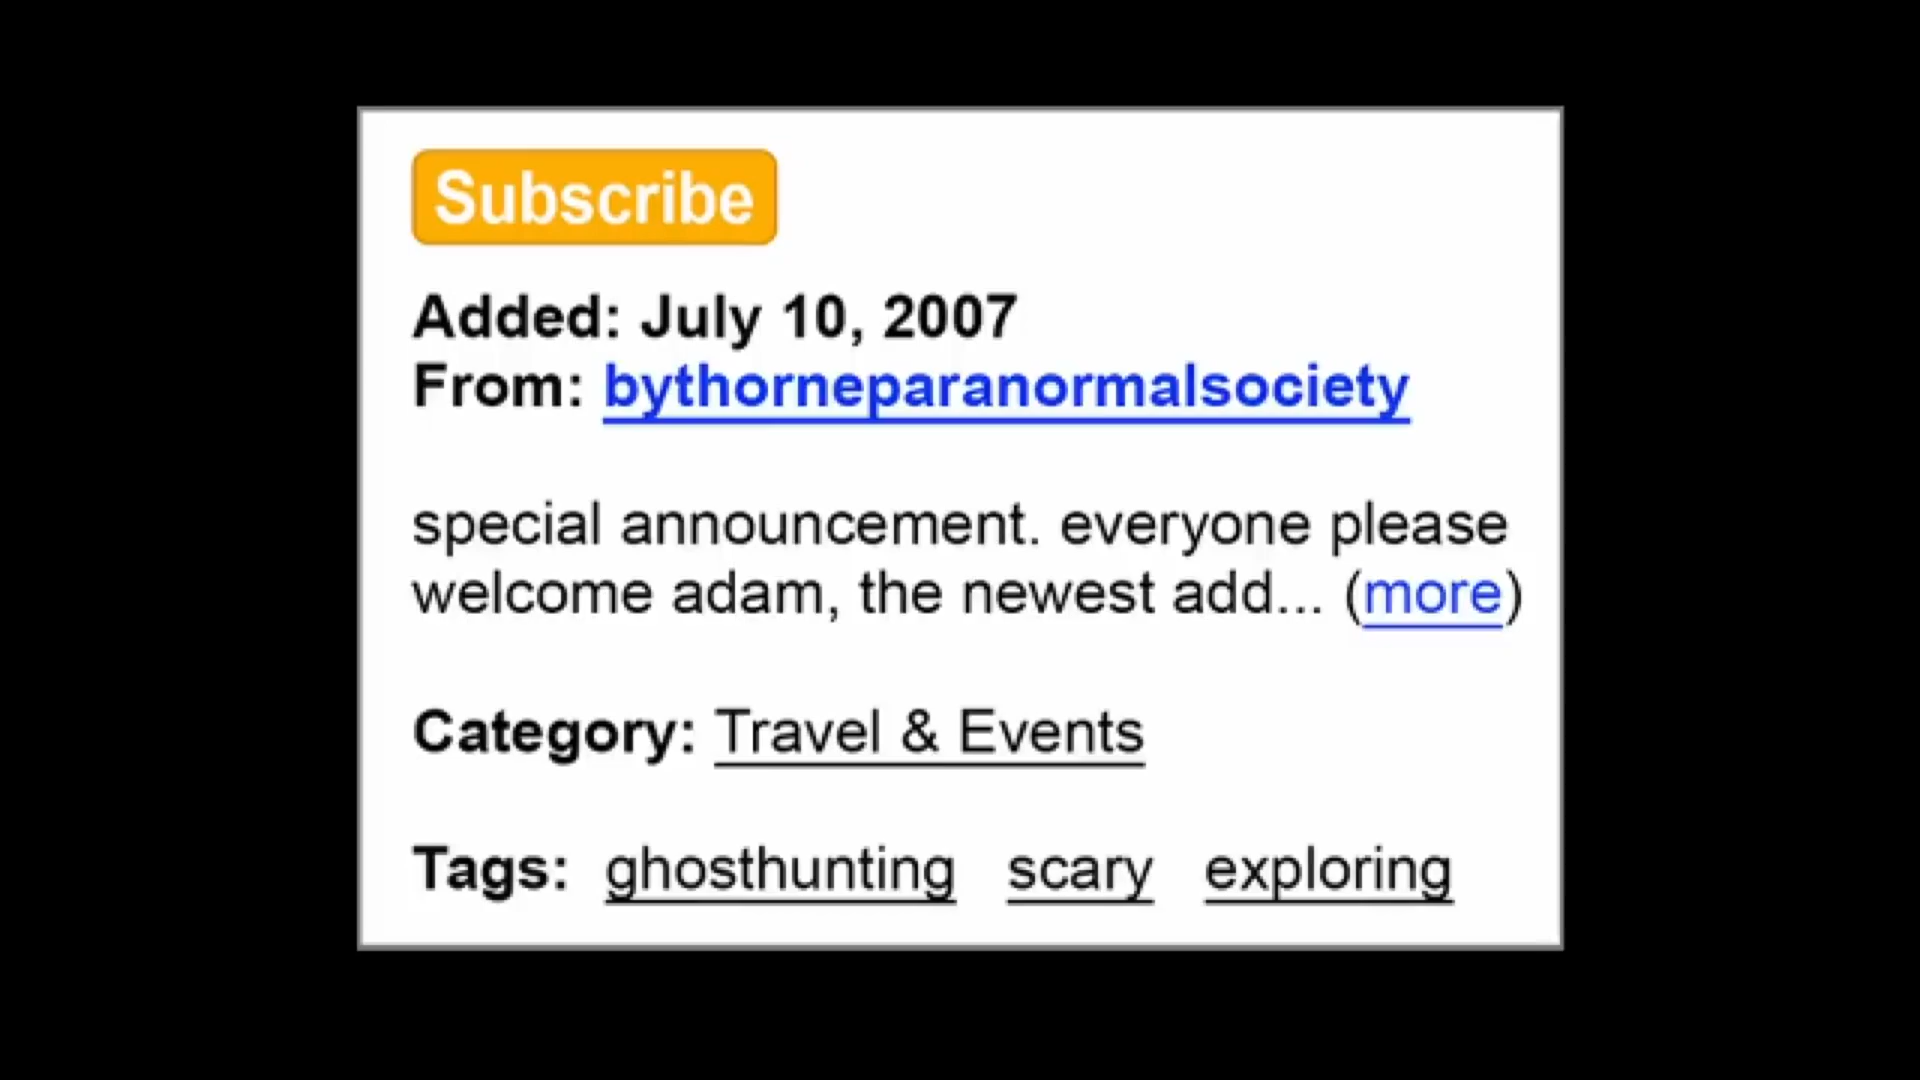 Subscribe
Added: July 10, 2007
From: bythorneparanormalsociety
special announcement. everyone please
welcome adam, the newest add... (more)
Category: Travel & Events
Tags: ghosthunting scary exploring